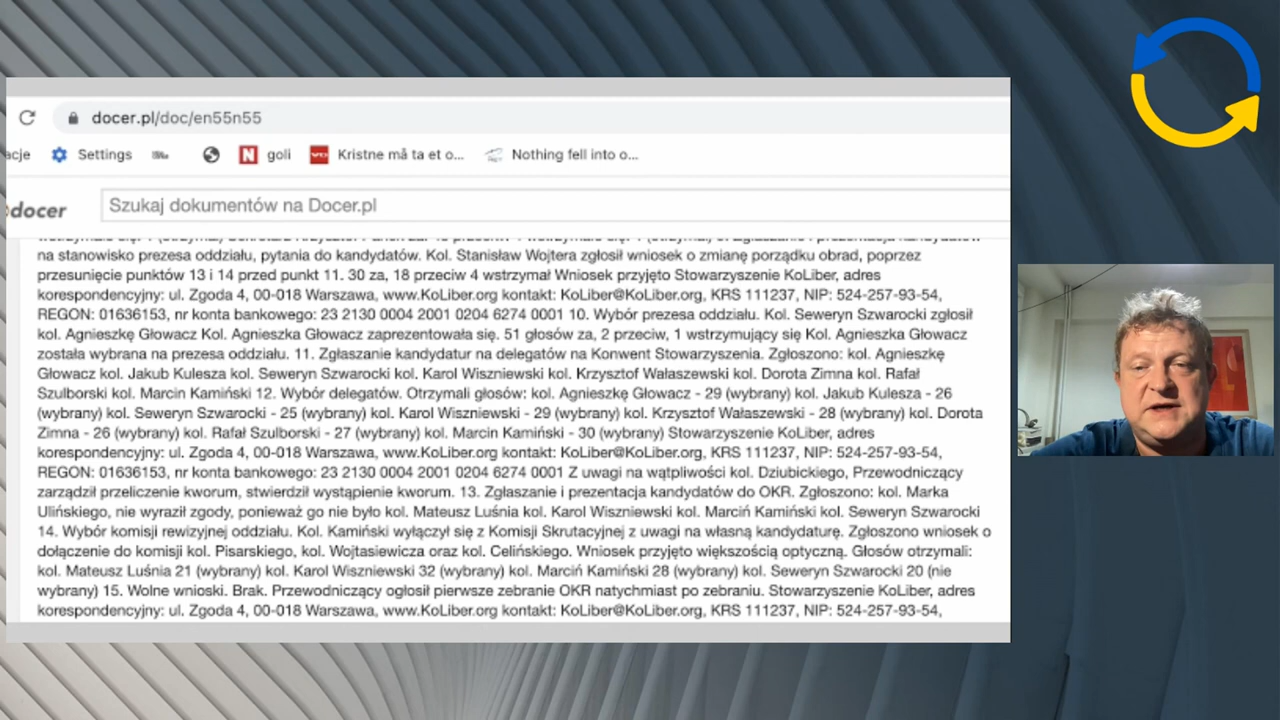 docer.pl/doc/en55n55
acje Settings goli Kristne må ta et o... Nothing fell into o...
docer Szukaj dokumentów na Docer.pl
na stanowisko prezesa oddziału, pytania do kandydatów. Kol. Stanisław Wojtera zgłosił wniosek o zmianę porządku obrad, poprzez
przesunięcie punktów 13 i 14 przed punkt 11. 30 za, 18 przeciw 4 wstrzymał Wniosek przyjęto Stowarzyszenie KoLiber, adres
korespondencyjny: ul. Zgoda 4, 00-018 Warszawa, www.KoLiber.org kontakt: KoLiber@KoLiber.org, KRS 111237, NIP: 524-257-93-54,
REGON: 01636153, nr konta bankowego: 23 2130 0004 2001 0204 6274 0001 10. Wybór prezesa oddziału. Kol. Seweryn Szwarocki zgłosił
kol. Agnieszkę Głowacz Kol. Agnieszka Głowacz zaprezentowała się. 51 głosów za, 2 przeciw, 1 wstrzymujący się Kol. Agnieszka Głowacz
została wybrana na prezesa oddziału. 11. Zgłaszanie kandydatur na delegatów na Konwent Stowarzyszenia. Zgłoszono: kol. Agnieszkę
Głowacz kol. Jakub Kulesza kol. Seweryn Szwarocki kol. Karol Wiszniewski kol. Krzysztof Wałaszewski kol. Dorota Zimna kol. Rafał
Szulborski kol. Marcin Kamiński 12. Wybór delegatów. Otrzymali głosów: kol. Agnieszkę Głowacz - 29 (wybrany) kol. Jakub Kulesza - 26
(wybrany) kol. Seweryn Szwarocki - 25 (wybrany) kol. Karol Wiszniewski - 29 (wybrany) kol. Krzysztof Wałaszewski - 28 (wybrany) kol. Dorota
Zimna - 26 (wybrany) kol. Rafał Szulborski - 27 (wybrany) kol. Marcin Kamiński - 30 (wybrany) Stowarzyszenie KoLiber, adres
korespondencyjny: ul. Zgoda 4, 00-018 Warszawa, www.KoLiber.org kontakt: KoLiber@KoLiber.org, KRS 111237, NIP: 524-257-93-54,
REGON: 01636153, nr konta bankowego: 23 2130 0004 2001 0204 6274 0001 Z uwagi na wątpliwości kol. Dziubickiego, Przewodniczący
zarządził przeliczenie kworum, stwierdził wystąpienie kworum. 13. Zgłaszanie i prezentacja kandydatów do OKR. Zgłoszono: kol. Marka
Ulińskiego, nie wyraził zgody, ponieważ go nie było kol. Mateusz Luśnia kol. Karol Wiszniewski kol. Marciń Kamiński kol. Seweryn Szwarocki
14. Wybór komisji rewizyjnej oddziału. Kol. Kamiński wyłączył się z Komisji Skrutacyjnej z uwagi na własną kandydaturę. Zgłoszono wniosek o
dołączenie do komisji kol. Pisarskiego, kol. Wojtasiewicza oraz kol. Celińskiego. Wniosek przyjęto większością optyczną. Głosów otrzymali:
kol. Mateusz Luśnia 21 (wybrany) kol. Karol Wiszniewski 32 (wybrany) kol. Marciń Kamiński 28 (wybrany) kol. Seweryn Szwarocki 20 (nie
wybrany) 15. Wolne wnioski. Brak. Przewodniczący ogłosił pierwsze zebranie OKR natychmiast po zebraniu. Stowarzyszenie KoLiber, adres
korespondencyjny: ul. Zgoda 4, 00-018 Warszawa, www.KoLiber.org kontakt: KoLiber@KoLiber.org, KRS 111237, NIP: 524-257-93-54,